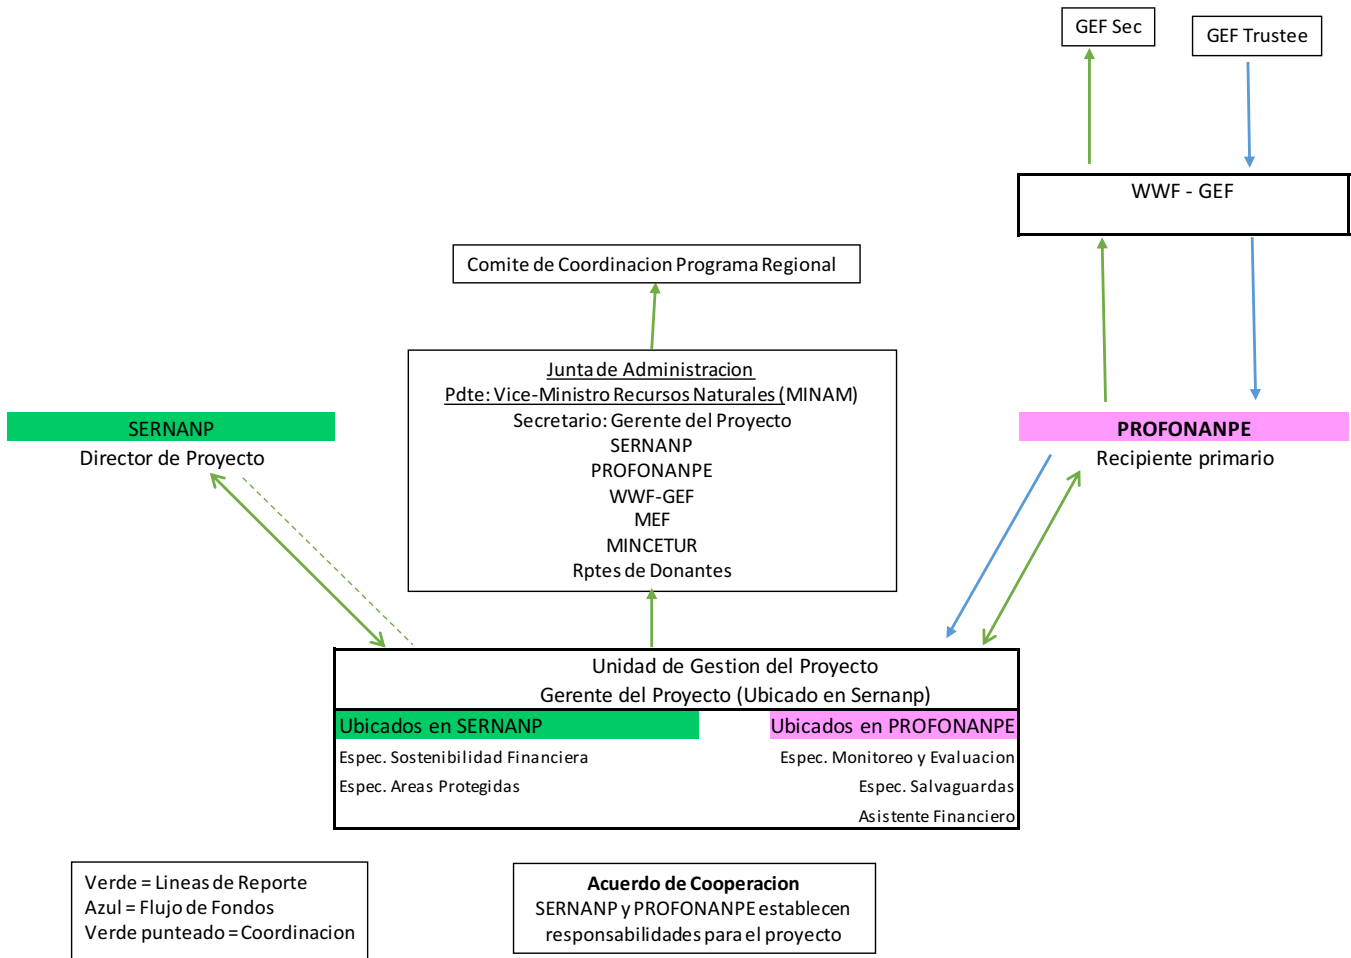 GEF Sec
GEF Trustee
WWF - GEF
Comite de Coordinacion Programa Regional
Junta de Administracion
Pdte: Vice-Ministro Recursos Naturales (MINAM)
Secretario: Gerente del Proyecto
SERNANP
PROFONANPE
WWF-GEF
MEF
MINCETUR
Rptes de Donantes
SERNANP
Director de Proyecto
PROFONANPE
Recipiente primario
Unidad de Gestion del Proyecto
Gerente del Proyecto (Ubicado en Sernanp)
Ubicados en SERNANP
Espec. Sostenibilidad Financiera
Espec. Areas Protegidas
Ubicados en PROFONANPE
Espec. Monitoreo y Evaluacion
Espec. Salvaguardas
Asistente Financiero
Verde = Lineas de Reporte
Azul = Flujo de Fondos
Verde punteado = Coordinacion
Acuerdo de Cooperacion
SERNANP y PROFONANPE establecen
responsabilidades para el proyecto